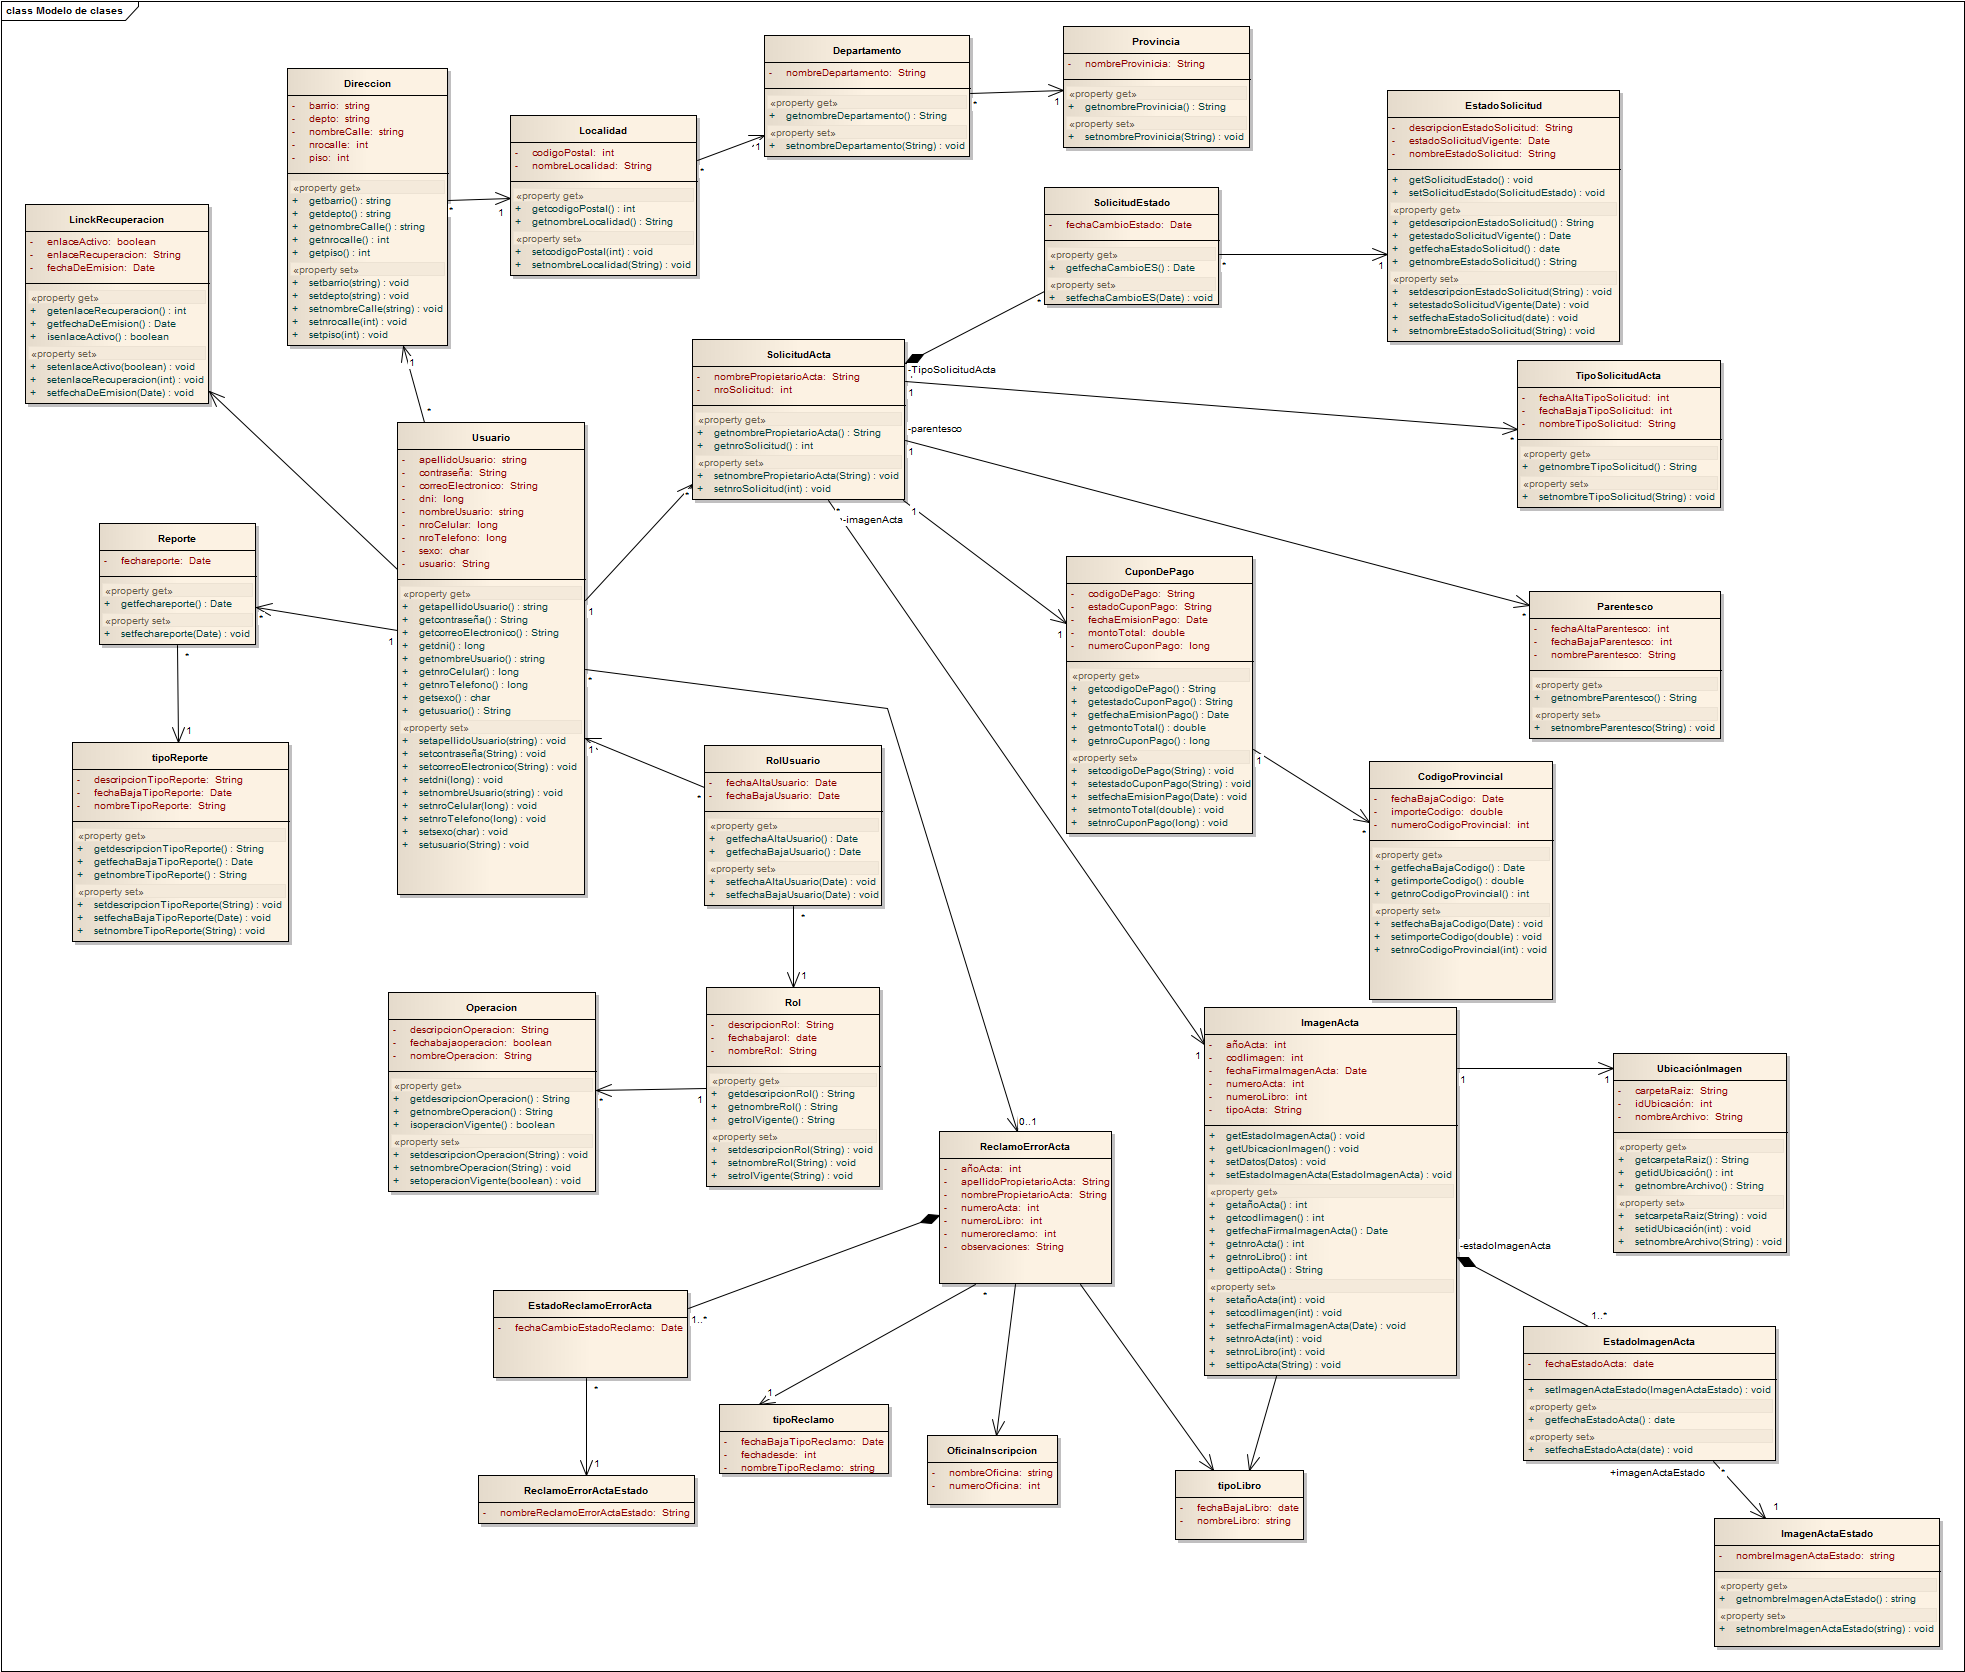 class Modelo de clases
Direccion
- barrio: string
- depto: string
- nombreCalle: string
- nrocalle: int
- piso: int
«property get»
+ getbarrio() : string
+ getdepto() : string
+ getnombreCalle() : string
+ getnrocalle() : int
+ getpiso() : int
«property set»
+ setbarrio(string) : void
+ setdepto(string) : void
+ setnombreCalle(string) : void
+ setnrocalle(int) : void
+ setpiso(int) : void
*
1
1
*
Localidad
- codigoPostal: int
- nombreLocalidad: String
«property get»
+ getcodigoPostal() : int
+ getnombreLocalidad() : String
«property set»
+ setcodigoPostal(int) : void
+ setnombreLocalidad(String) : void
*
1
Departamento
- nombreDepartamento: String
«property get»
+ getnombreDepartamento() : String
«property set»
+ setnombreDepartamento(String) : void
*
1
Provincia
- nombreProvinicia: String
«property get»
+ getnombreProvinicia() : String
«property set»
+ setnombreProvinicia(String) : void
EstadoSolicitud
- descripcionEstadoSolicitud: String
- estadoSolicitudVigente: Date
- nombreEstadoSolicitud: String
+ getSolicitudEstado() : void
+ setSolicitudEstado(SolicitudEstado) : void
«property get»
+ getdescripcionEstadoSolicitud() : String
+ getestadoSolicitudVigente() : Date
+ getfechaEstadoSolicitud() : date
+ getnombreEstadoSolicitud() : String
«property set»
+ setdescripcionEstadoSolicitud(String) : void
+ setestadoSolicitudVigente(Date) : void
+ setfechaEstadoSolicitud(date) : void
+ setnombreEstadoSolicitud(String) : void
SolicitudEstado
- fechaCambioEstado: Date
«property get»
+ getfechaCambioES() : Date
«property set»
+ setfechaCambioES(Date) : void
*
1
*
LinckRecuperacion
- enlaceActivo: boolean
- enlaceRecuperacion: String
- fechaDeEmision: Date
«property get»
+ getenlaceRecuperacion() : int
+ getfechaDeEmision() : Date
+ isenlaceActivo() : boolean
«property set»
+ setenlaceActivo(boolean) : void
+ setenlaceRecuperacion(int) : void
+ setfechaDeEmision(Date) : void
SolicitudActa
- nombrePropietarioActa: String
- nroSolicitud: int
«property get»
+ getnombrePropietarioActa() : String
+ getnroSolicitud() : int
«property set»
+ setnombrePropietarioActa(String) : void
+ setnroSolicitud(int) : void
-TipoSolicitudActa
1
*
-parentesco
1
*
*
-imagenActa
1
1
1
TipoSolicitudActa
- fechaAltaTipoSolicitud: int
- fechaBajaTipoSolicitud: int
- nombreTipoSolicitud: String
«property get»
+ getnombreTipoSolicitud() : String
«property set»
+ setnombreTipoSolicitud(String) : void
Usuario
- apellidoUsuario: string
- contraseña: String
- correoElectronico: String
- dni: long
- nombreUsuario: string
- nroCelular: long
- nroTelefono: long
- sexo: char
- usuario: String
«property get»
+ getapellidoUsuario() : string
+ getcontraseña() : String
+ getcorreoElectronico() : String
+ getdni() : long
+ getnombreUsuario() : string
+ getnroCelular() : long
+ getnroTelefono() : long
+ getsexo() : char
+ getusuario() : String
«property set»
+ setapellidoUsuario(string) : void
+ setcontraseña(String) : void
+ setcorreoElectronico(String) : void
+ setdni(long) : void
+ setnombreUsuario(string) : void
+ setnroCelular(long) : void
+ setnroTelefono(long) : void
+ setsexo(char) : void
+ setusuario(String) : void
1
*
*
0..1
1
*
1
*
Reporte
- fechareporte: Date
«property get»
+ getfechareporte() : Date
«property set»
+ setfechareporte(Date) : void
*
1
tipoReporte
- descripcionTipoReporte: String
- fechaBajaTipoReporte: Date
- nombreTipoReporte: String
«property get»
+ getdescripcionTipoReporte() : String
+ getfechaBajaTipoReporte() : Date
+ getnombreTipoReporte() : String
«property set»
+ setdescripcionTipoReporte(String) : void
+ setfechaBajaTipoReporte(Date) : void
+ setnombreTipoReporte(String) : void
CuponDePago
- codigoDePago: String
- estadoCuponPago: String
- fechaEmisionPago: Date
- montoTotal: double
- numeroCuponPago: long
«property get»
+ getcodigoDePago() : String
+ getestadoCuponPago() : String
+ getfechaEmisionPago() : Date
+ getmontoTotal() : double
+ getnroCuponPago() : long
«property set»
+ setcodigoDePago(String) : void
+ setestadoCuponPago(String) : void
+ setfechaEmisionPago(Date) : void
+ setmontoTotal(double) : void
+ setnroCuponPago(long) : void
1
*
Parentesco
- fechaAltaParentesco: int
- fechaBajaParentesco: int
- nombreParentesco: String
«property get»
+ getnombreParentesco() : String
«property set»
+ setnombreParentesco(String) : void
RolUsuario
- fechaAltaUsuario: Date
- fechaBajaUsuario: Date
«property get»
+ getfechaAltaUsuario() : Date
+ getfechaBajaUsuario() : Date
«property set»
+ setfechaAltaUsuario(Date) : void
+ setfechaBajaUsuario(Date) : void
*
1
CodigoProvincial
- fechaBajaCodigo: Date
- importeCodigo: double
- numeroCodigoProvincial: int
«property get»
+ getfechaBajaCodigo() : Date
+ getimporteCodigo() : double
+ getnroCodigoProvincial() : int
«property set»
+ setfechaBajaCodigo(Date) : void
+ setimporteCodigo(double) : void
+ setnroCodigoProvincial(int) : void
Operacion
- descripcionOperacion: String
- fechabajaoperacion: boolean
- nombreOperacion: String
«property get»
+ getdescripcionOperacion() : String
+ getnombreOperacion() : String
+ isoperacionVigente() : boolean
«property set»
+ setdescripcionOperacion(String) : void
+ setnombreOperacion(String) : void
+ setoperacionVigente(boolean) : void
*
1
Rol
- descripcionRol: String
- fechabajarol: date
- nombreRol: String
«property get»
+ getdescripcionRol() : String
+ getnombreRol() : String
+ getrolVigente() : String
«property set»
+ setdescripcionRol(String) : void
+ setnombreRol(String) : void
+ setrolVigente(String) : void
ImagenActa
- añoActa: int
- codIimagen: int
- fechaFirmaImagenActa: Date
- numeroActa: int
- numeroLibro: int
- tipoActa: String
+ getEstadoImagenActa() : void
+ getUbicacionImagen() : void
+ setDatos(Datos) : void
+ setEstadoImagenActa(EstadoImagenActa) : void
«property get»
+ getañoActa() : int
+ getcodIimagen() : int
+ getfechaFirmaImagenActa() : Date
+ getnroActa() : int
+ getnroLibro() : int
+ gettipoActa() : String
«property set»
+ setañoActa(int) : void
+ setcodIimagen(int) : void
+ setfechaFirmaImagenActa(Date) : void
+ setnroActa(int) : void
+ setnroLibro(int) : void
+ settipoActa(String) : void
1
1
-estadoImagenActa
1..*
UbicaciónImagen
- carpetaRaiz: String
- idUbicación: int
- nombreArchivo: String
«property get»
+ getcarpetaRaiz() : String
+ getidUbicación() : int
+ getnombreArchivo() : String
«property set»
+ setcarpetaRaiz(String) : void
+ setidUbicación(int) : void
+ setnombreArchivo(String) : void
ReclamoErrorActa
- añoActa: int
- apellidoPropietarioActa: String
- nombrePropietarioActa: String
- numeroActa: int
- numeroLibro: int
- numeroreclamo: int
- observaciones: String
1..*
*
1
EstadoReclamoErrorActa
- fechaCambioEstadoReclamo: Date
*
1
ReclamoErrorActaEstado
- nombreReclamoErrorActaEstado: String
tipoReclamo
- fechaBajaTipoReclamo: Date
- fechadesde: int
- nombreTipoReclamo: string
OficinaInscripcion
- nombreOficina: string
- numeroOficina: int
tipoLibro
- fechaBajaLibro: date
- nombreLibro: string
EstadoImagenActa
- fechaEstadoActa: date
+ setImagenActaEstado(ImagenActaEstado) : void
«property get»
+ getfechaEstadoActa() : date
«property set»
+ setfechaEstadoActa(date) : void
+imagenActaEstado
*
1
ImagenActaEstado
- nombreImagenActaEstado: string
«property get»
+ getnombreImagenActaEstado() : string
«property set»
+ setnombreImagenActaEstado(string) : void